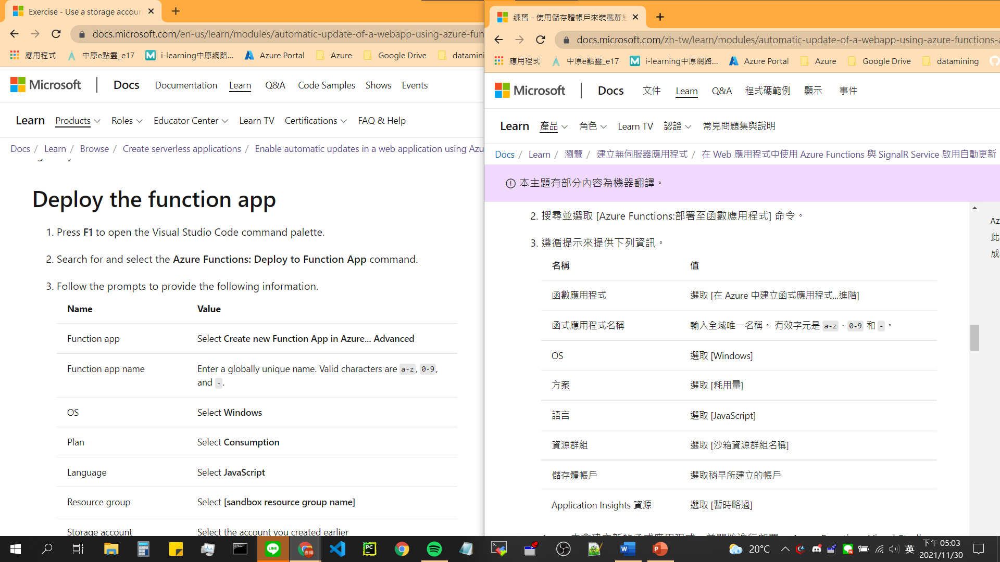 Exercise - Use a storage accoun
docs.microsoft.com/en-us/learn/modules/automatic-update-of-a-webapp-using-azure-fun
應用程式
中原e點靈_e17
i-learning中原網路...
Azure Portal
Azure
Google Drive
datamini
Microsoft
Docs
Documentation
Learn
Q&A
Code Samples
Shows
Events
Learn
Products
Roles
Educator Center
Learn TV
Certifications
FAQ & Help
Docs / Learn / Browse / Create serverless applications / Enable automatic updates in a web application using Azu
Deploy the function app
1. Press F1 to open the Visual Studio Code command palette.
2. Search for and select the Azure Functions: Deploy to Function App command.
3. Follow the prompts to provide the following information.
Name Value
Function app Select Create new Function App in Azure... Advanced
Function app name Enter a globally unique name. Valid characters are a-z, 0-9,
and -.
OS Select Windows
Plan Select Consumption
Language Select JavaScript
Resource group Select [sandbox resource group name]
Storage account Select the account you created earlier
練習 - 使用儲存體帳戶來裝載靜態
docs.microsoft.com/zh-tw/learn/modules/automatic-update-of-a-webapp-using-azure-functions-a
應用程式
中原e點靈_e17
i-learning中原網路...
Azure Portal
Azure
Google Drive
datamining
Microsoft
Docs
文件
Learn
Q&A
程式碼範例
顯示
事件
Learn
產品
角色
Learn TV
認證
常見問題集與說明
Docs / Learn / 瀏覽 / 建立無伺服器應用程式 / 在 Web 應用程式中使用 Azure Functions 與 SignalR Service 啟用自動更新
本主題有部分內容為機器翻譯。
2. 搜尋並選取 [Azure Functions:部署至函數應用程式] 命令。
3. 遵循提示來提供下列資訊。
名稱 值
函數應用程式 選取 [在 Azure 中建立函式應用程式...進階]
函式應用程式名稱 輸入全域唯一名稱。 有效字元是 a-z、0-9 和 -。
OS 選取 [Windows]
方案 選取 [耗用量]
語言 選取 [JavaScript]
資源群組 選取 [沙箱資源群組名稱]
儲存體帳戶 選取稍早所建立的帳戶
Application Insights 資源 選取 [暫時略過]
Az
此
成
20°C
英
下午 05:03
2021/11/30